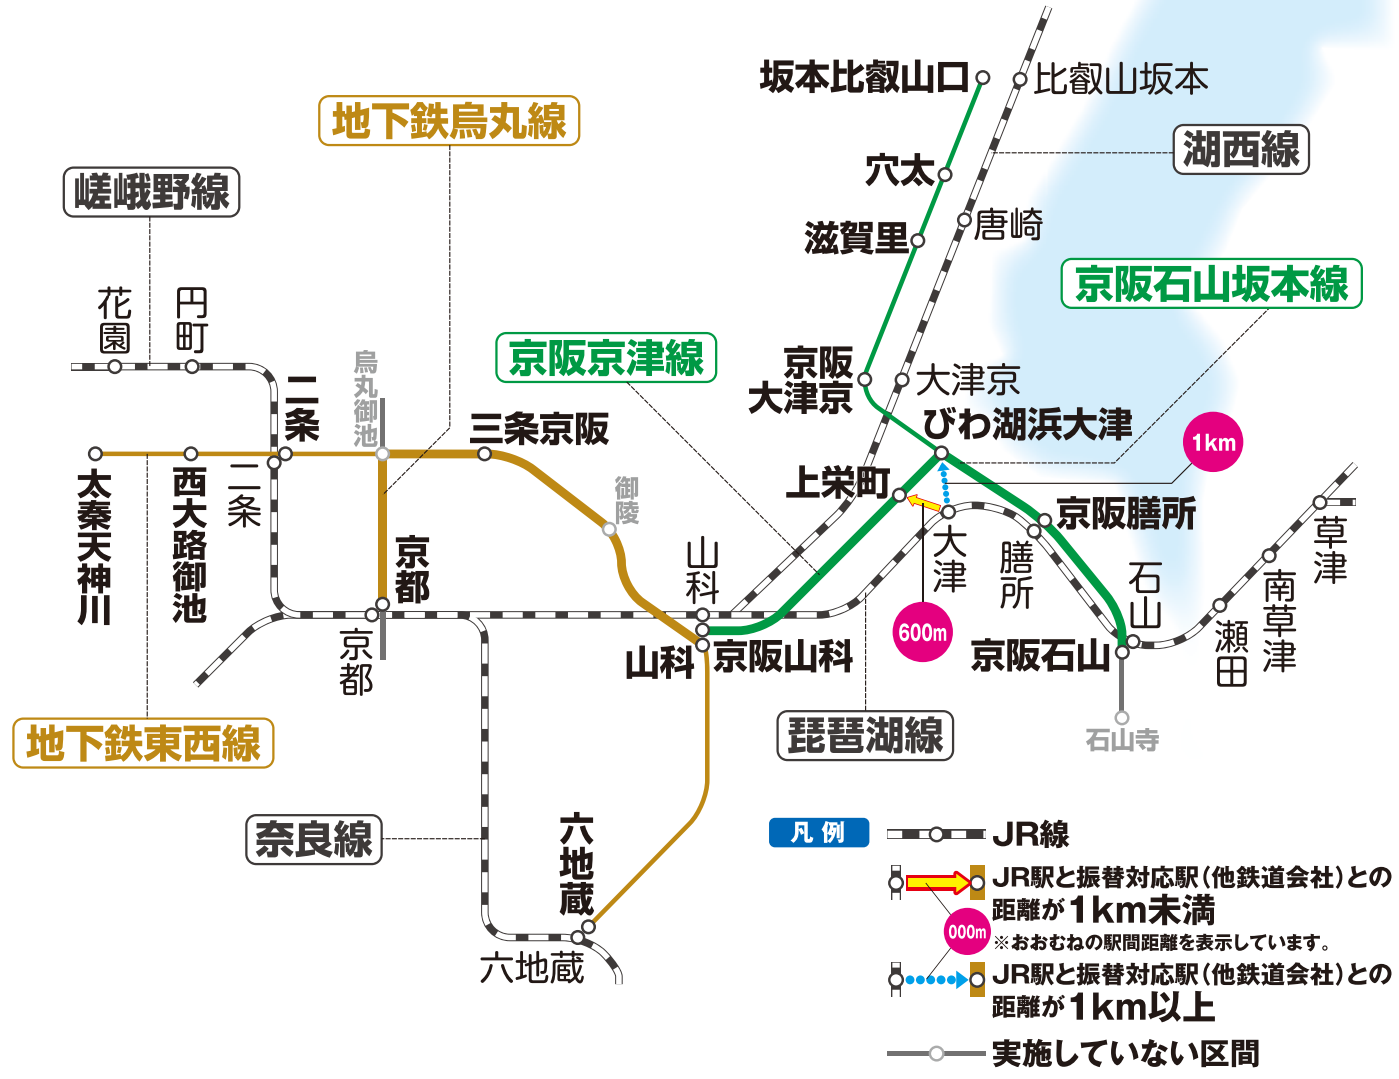 坂本比叡山口
比叡山坂本
地下鉄烏丸線
湖西線
嵯峨野線
穴太
唐崎
滋賀里
京阪石山坂本線
花園
円町
京阪京津線
烏丸御池
京阪
大津京
大津京
二条
三条京阪
びわ湖浜大津
1km
太秦天神川
西大路御池
二条
御陵
上栄町
京阪膳所
草津
京都
山科
大津
膳所
石山
南草津
600m
瀬田
京都
山科
京阪山科
京阪石山
地下鉄東西線
琵琶湖線
石山寺
奈良線
六地蔵
六地蔵
凡例
JR線
JR駅と振替対応駅(他鉄道会社)との
距離が1km未満
000m
※おおむねの駅間距離を表示しています。
JR駅と振替対応駅(他鉄道会社)との
距離が1km以上
実施していない区間